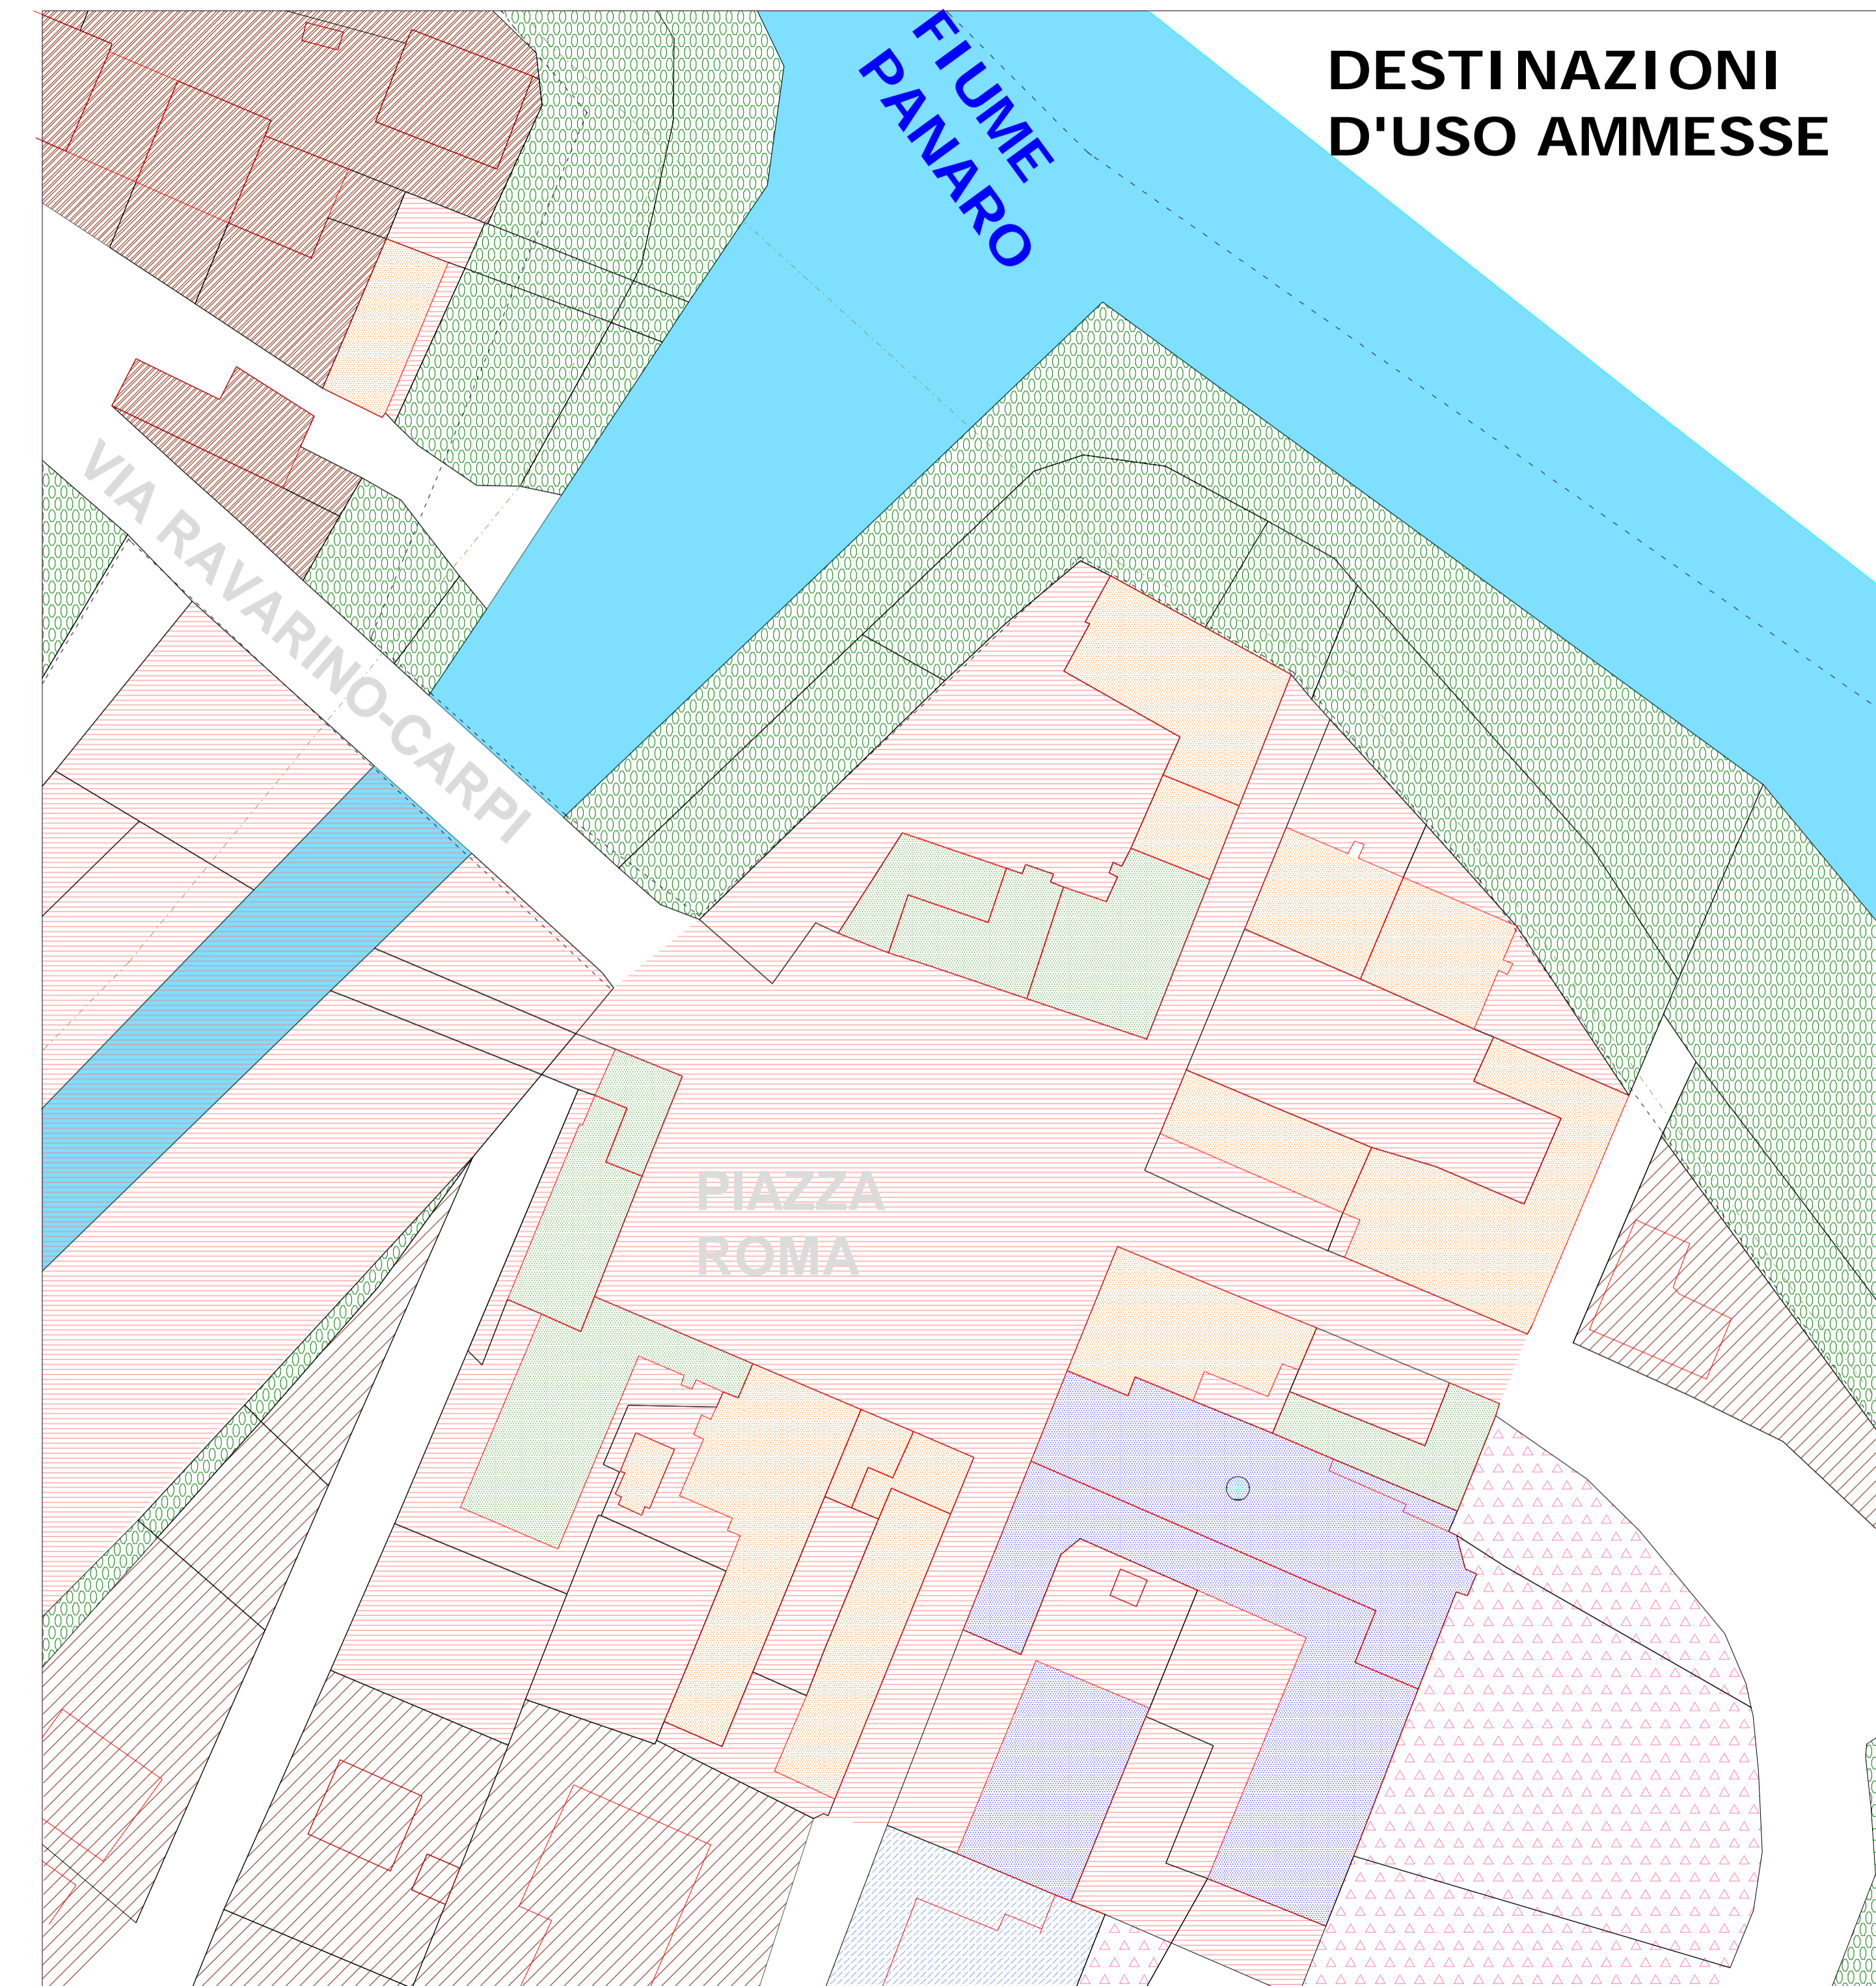 DESTINAZIONI
D'USO AMMESSE
FIUME
PANARO
VIA RAVARINO-CARPI
PIAZZA
ROMA